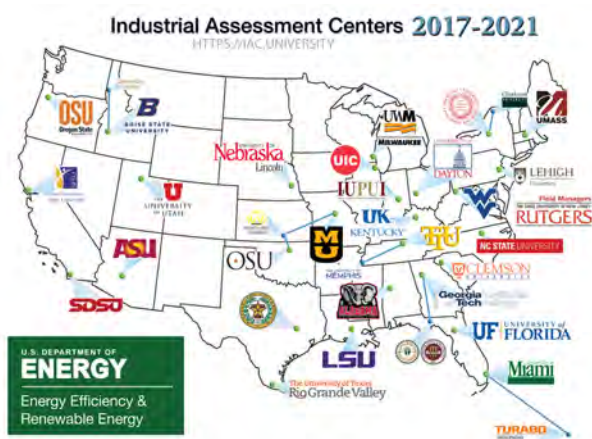 Industrial Assessment Centers 2017-2021
HTTPS://IAC.UNIVERSITY
OSU
Oregon State
B
BOISE STATE
UNIVERSITY
UWM
MILWAUKEE
UMASS
Nebraska
Lincoln
UIC
DAYTON
LEHIGH
IUPUI
Field Managers
RUTGERS
U
THE
UNIVERSITY
OF UTAH
UK
KENTUCKY
WV
TTU
NC STATE UNIVERSITY
ASU
OSU
MU
MEMPHIS
CLEMSON
Georgia
Tech
SDSU
LSU
UF UNIVERSITY of
FLORIDA
U.S. DEPARTMENT OF
ENERGY
Energy Efficiency &
Renewable Energy
The University of Texas
Rio Grande Valley
Miami
TURABO